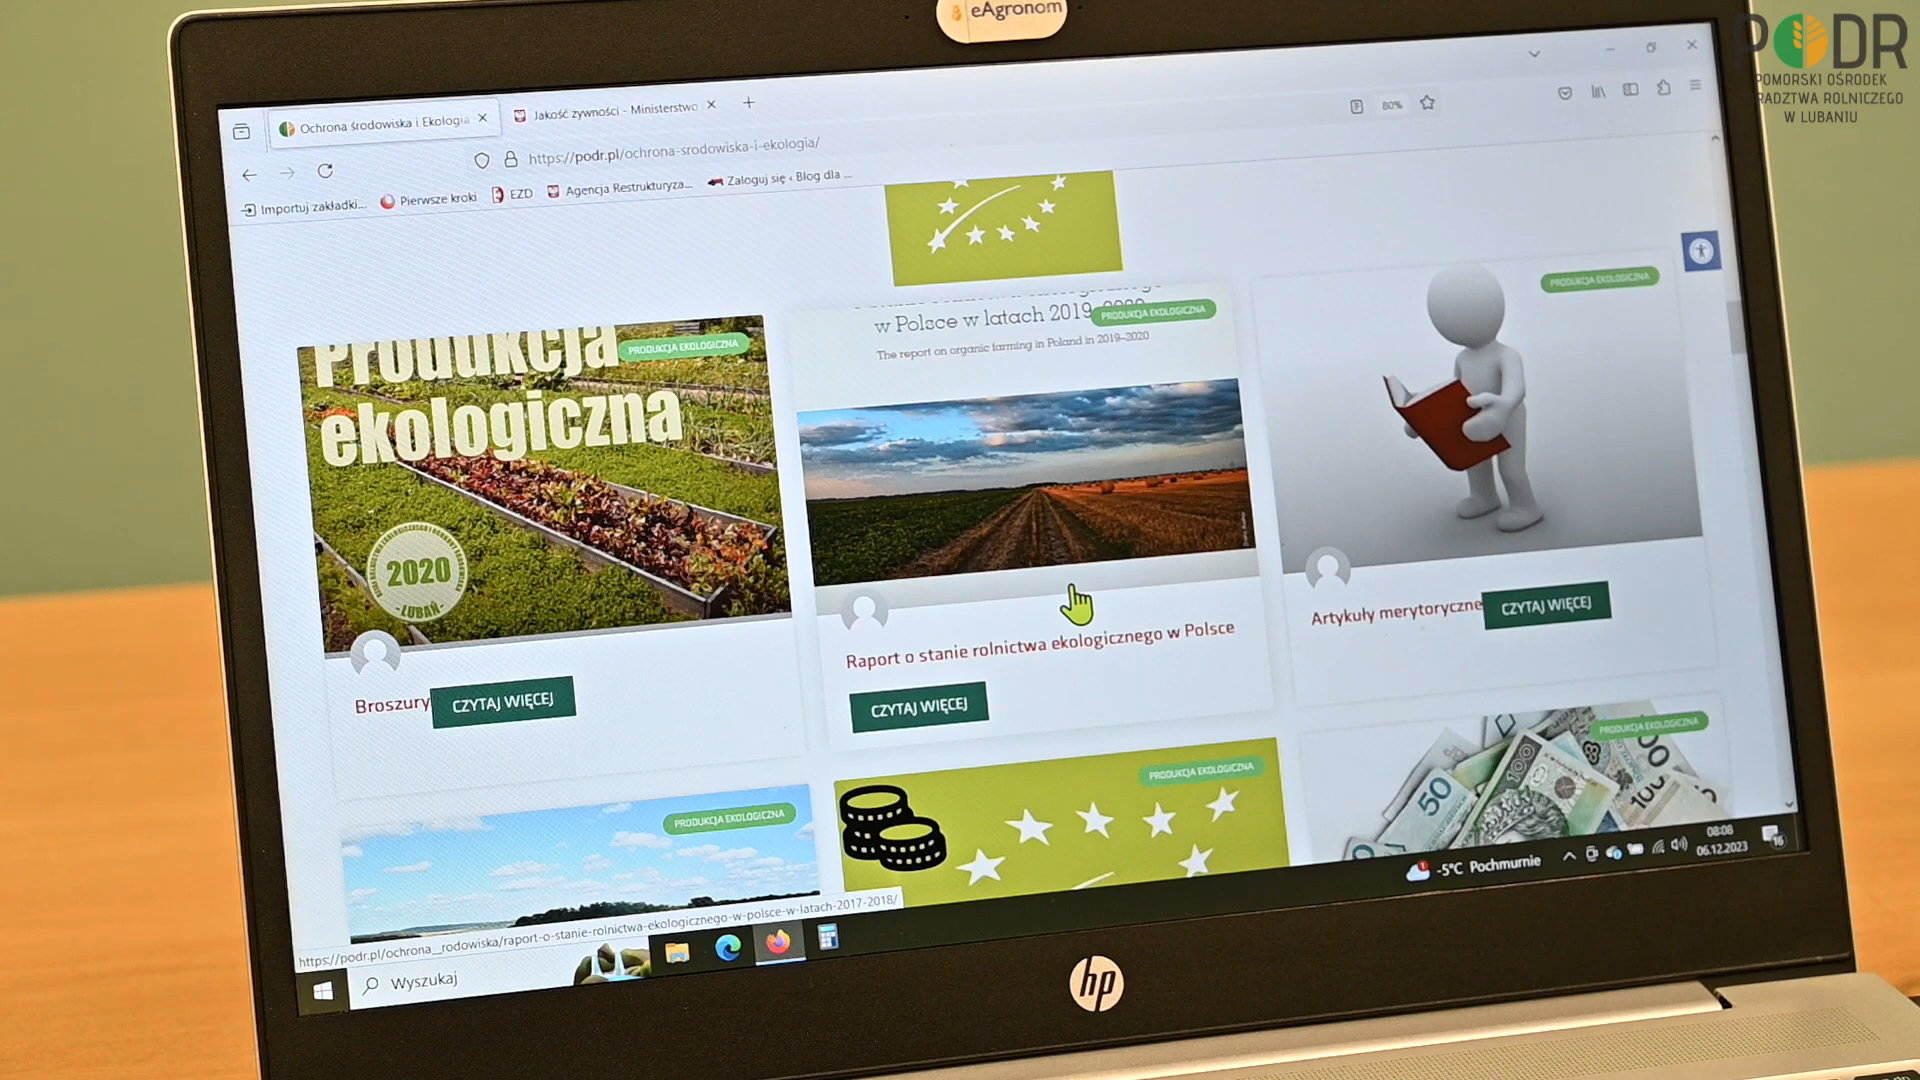 eAgronom
PODR
POMORSKI OŚRODEK
RADZTWA ROLNICZEGO
W LUBANIU
Ochrona środowiska i Ekologia
Jakość żywności - Ministerstwo
https://podr.pl/ochrona-srodowiska-i-ekologia/
80%
Importuj zakładki...
Pierwsze kroki
EZD
Agencja Restrukturyza...
Zaloguj się ‹ Blog dla ...
Produkcja
ekologiczna
PRODUKCJA EKOLOGICZNA
2020
- LUBAŃ -
Broszury
CZYTAJ WIĘCEJ
w Polsce w latach 2019-2020
PRODUKCJA EKOLOGICZNA
The report on organic farming in Poland in 2019–2020
Raport o stanie rolnictwa ekologicznego w Polsce
CZYTAJ WIĘCEJ
PRODUKCJA EKOLOGICZNA
Artykuły merytoryczne
CZYTAJ WIĘCEJ
PRODUKCJA EKOLOGICZNA
PRODUKCJA EKOLOGICZNA
PRODUKCJA EKOLOGICZNA
50
100
100
https://podr.pl/ochrona__rodowiska/raport-o-stanie-rolnictwa-ekologicznego-w-polsce-w-latach-2017-2018/
Wyszukaj
-5°C Pochmurnie
08:08
06.12.2023
16
hp